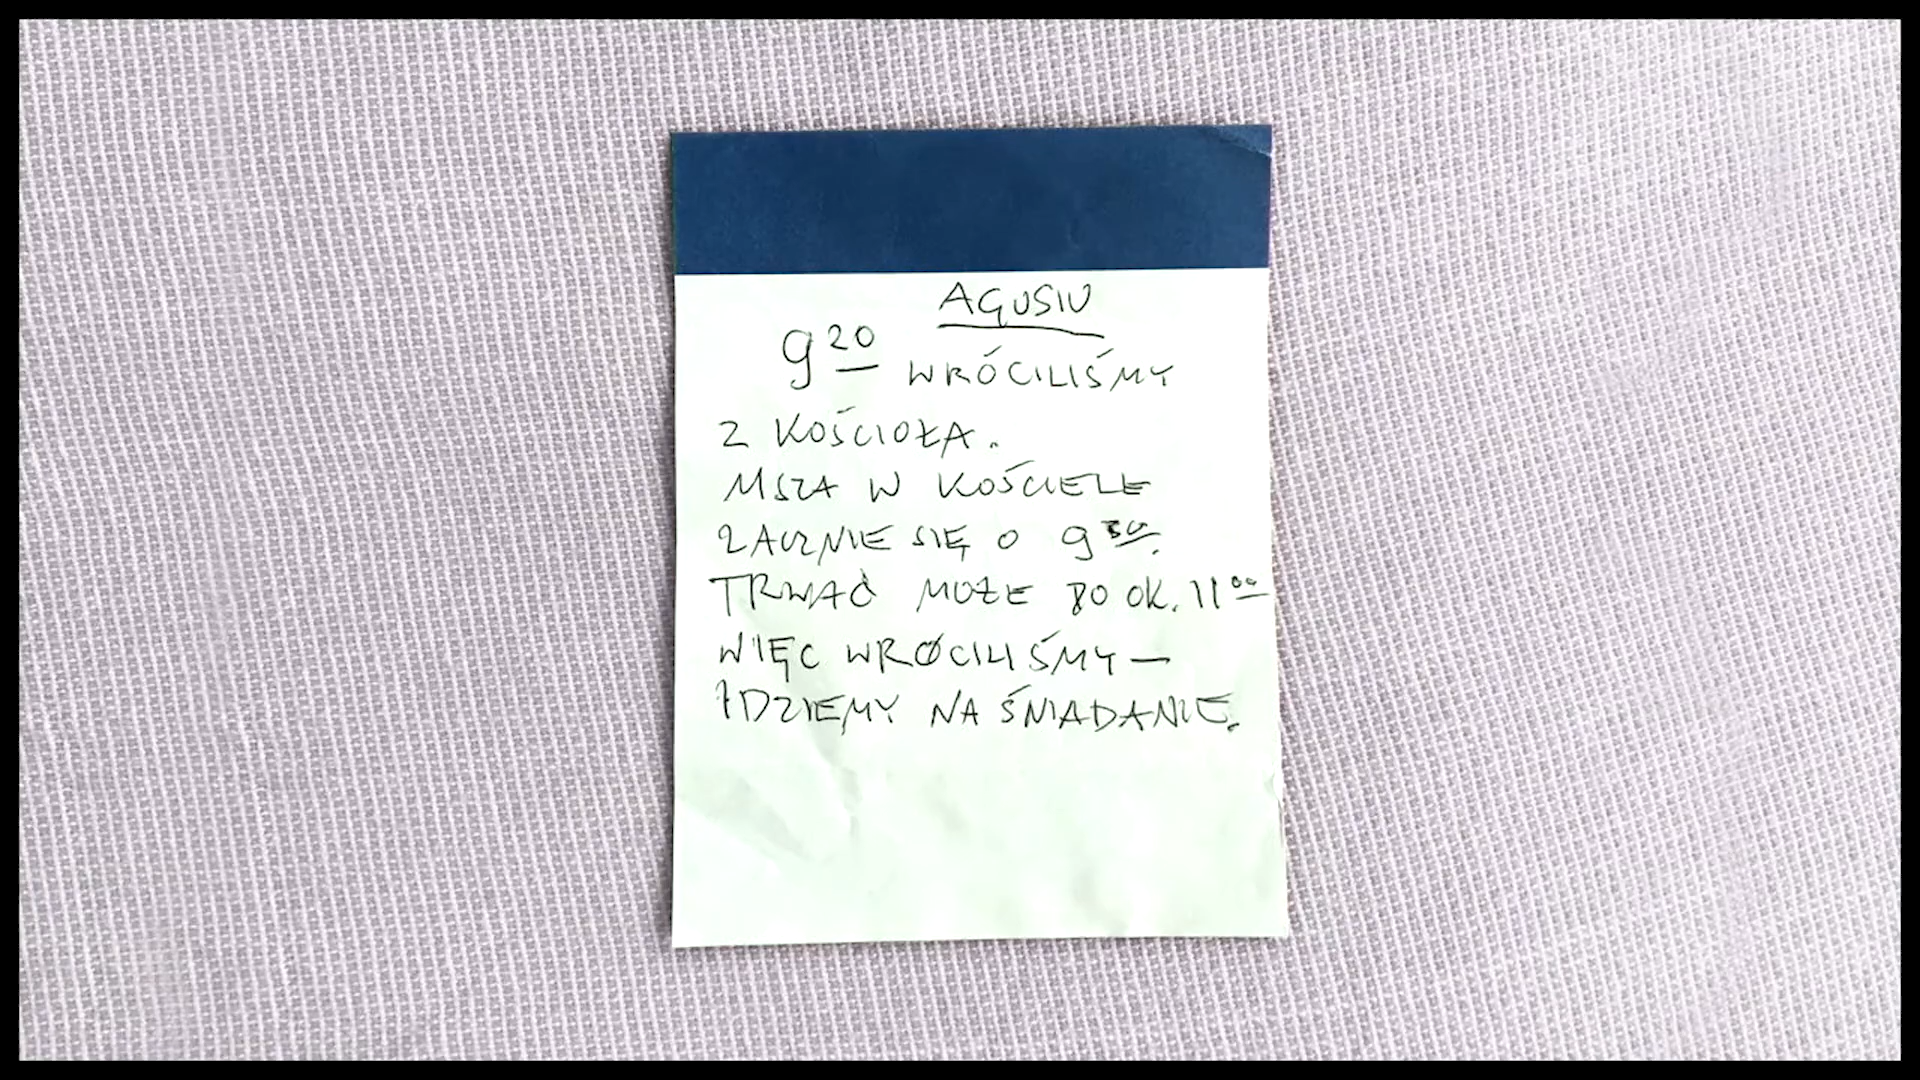 AGUSIU
9²⁰ WRÓCILIŚMY
Z KOŚCIOŁA.
MSZA W KOŚCIELE
ZACZNIE SIĘ O 9³⁰.
TRWAĆ MOŻE DO OK. 11⁰⁰
WIĘC WRÓCILIŚMY —
IDZIEMY NA ŚNIADANIE.